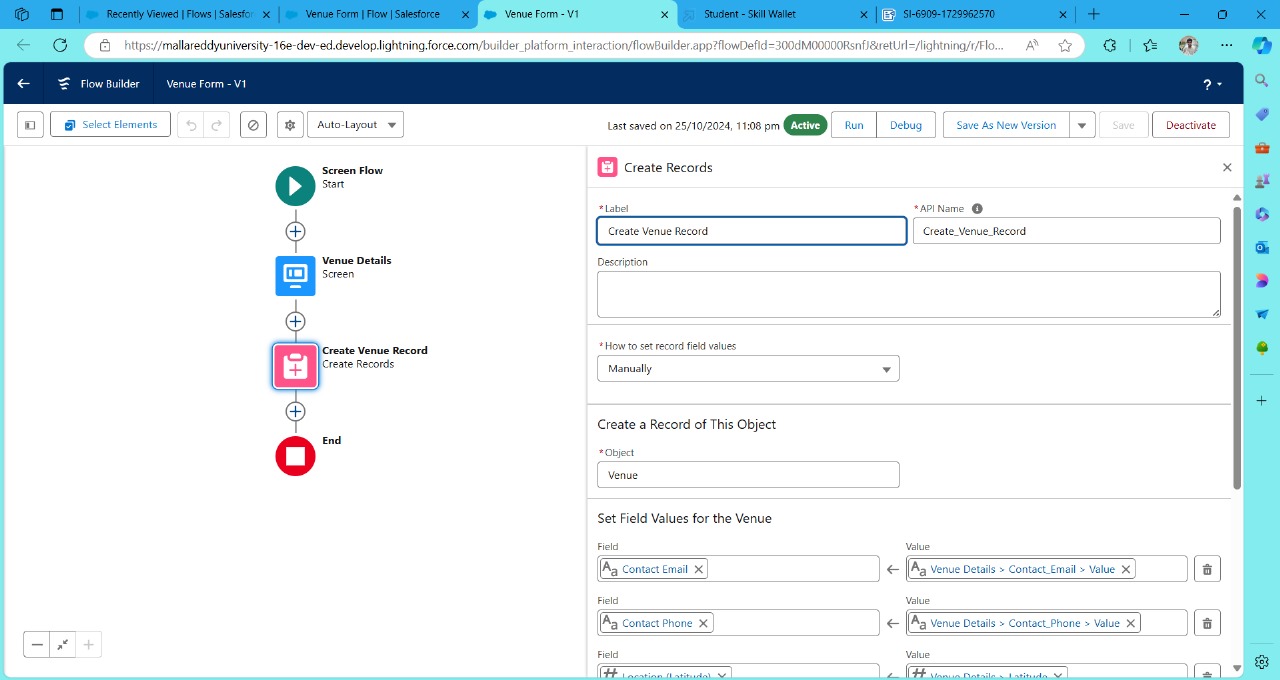 Recently Viewed | Flows | Salesfor
Venue Form | Flow | Salesforce
Venue Form - V1
Student - Skill Wallet
SI-6909-1729962570
https://mallareddyuniversity-16e-dev-ed.develop.lightning.force.com/builder_platform_interaction/flowBuilder.app?flowDefId=300dM00000RsnfJ&retUrl=/lightning/r/Flo...
Flow Builder
Venue Form - V1
?
Select Elements
Auto-Layout
Last saved on 25/10/2024, 11:08 pm
Active
Run
Debug
Save As New Version
Save
Deactivate
Screen Flow
Start
Venue Details
Screen
Create Venue Record
Create Records
End
Create Records
*Label
*API Name
Create Venue Record
Create_Venue_Record
Description
*How to set record field values
Manually
Create a Record of This Object
*Object
Venue
Set Field Values for the Venue
Field
Value
Aa Contact Email
Aa Venue Details > Contact_Email > Value
Field
Value
Aa Contact Phone
Aa Venue Details > Contact_Phone > Value
Field
Value
Location (Latitude)
Venue Details > Latitude